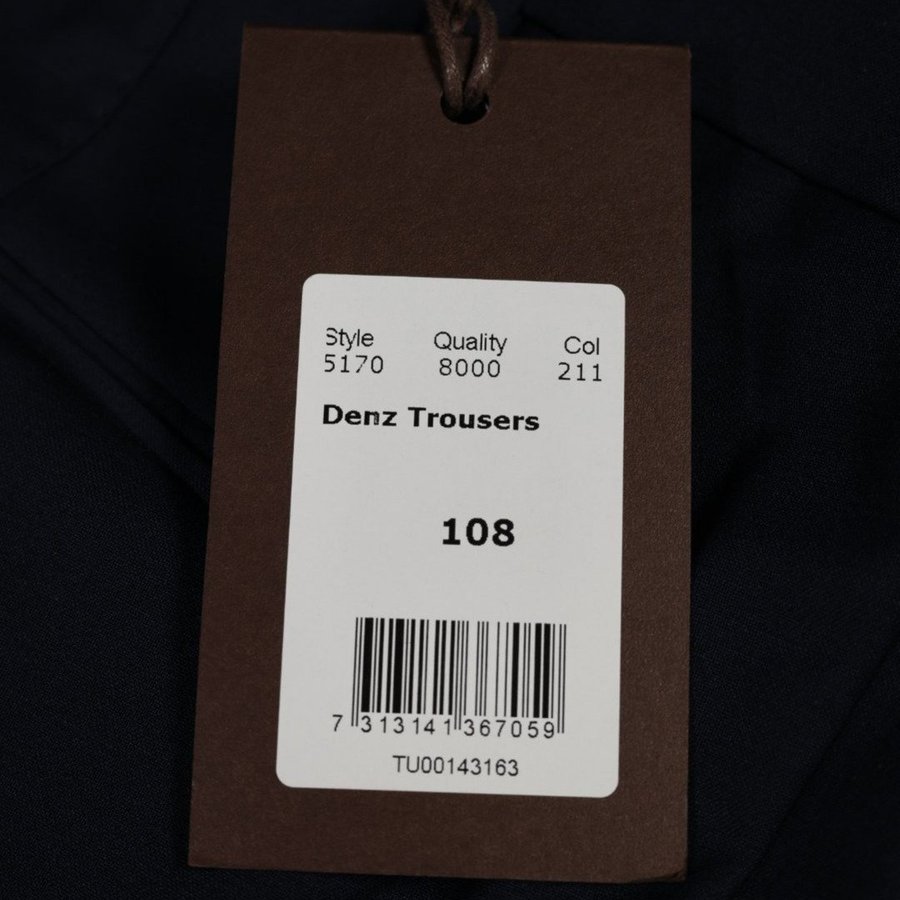 Style Quality Col
5170 8000 211
Denz Trousers
108
7 313141 367059
TU00143163